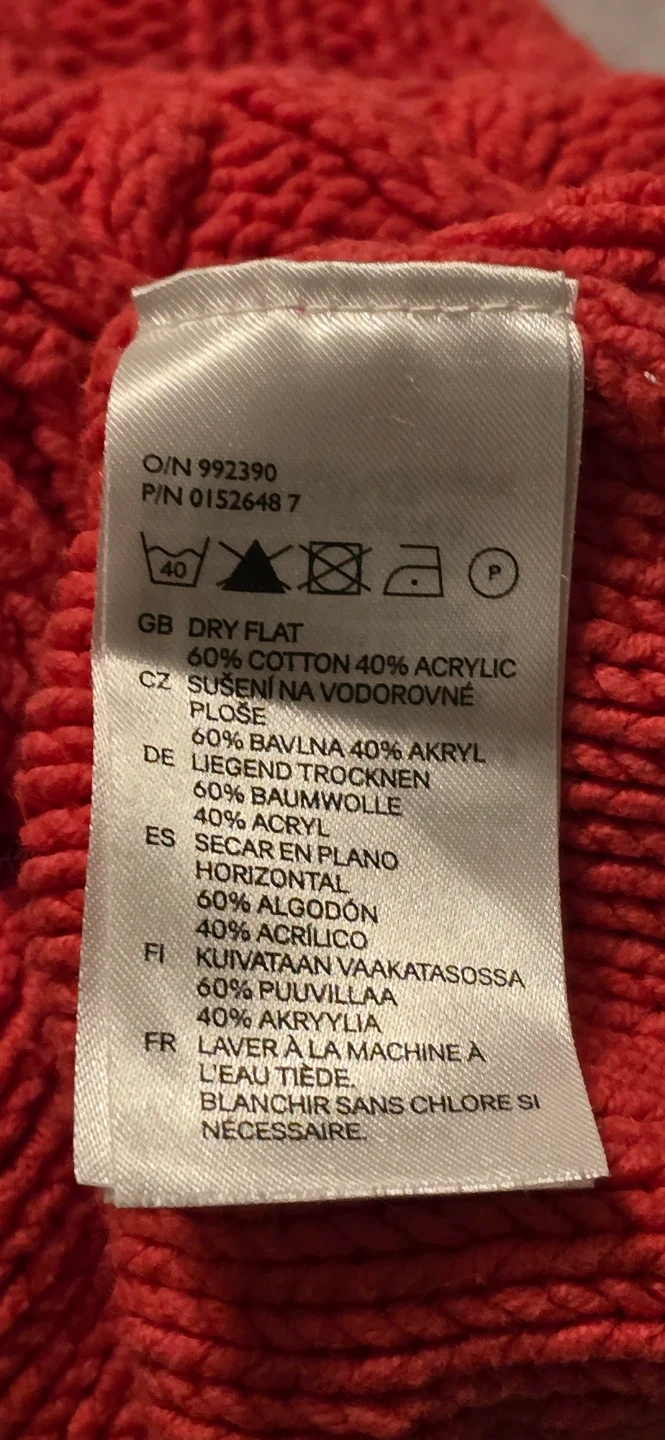 O/N 992390
P/N 0152648 7
40 P
GB DRY FLAT
60% COTTON 40% ACRYLIC
CZ SUŠENÍ NA VODOROVNÉ
PLOŠE
60% BAVLNA 40% AKRYL
DE LIEGEND TROCKNEN
60% BAUMWOLLE
40% ACRYL
ES SECAR EN PLANO
HORIZONTAL
60% ALGODÓN
40% ACRÍLICO
FI KUIVATAAN VAAKATASOSSA
60% PUUVILLAA
40% AKRYYLIA
FR LAVER À LA MACHINE À
L'EAU TIÈDE.
BLANCHIR SANS CHLORE SI
NÉCESSAIRE.